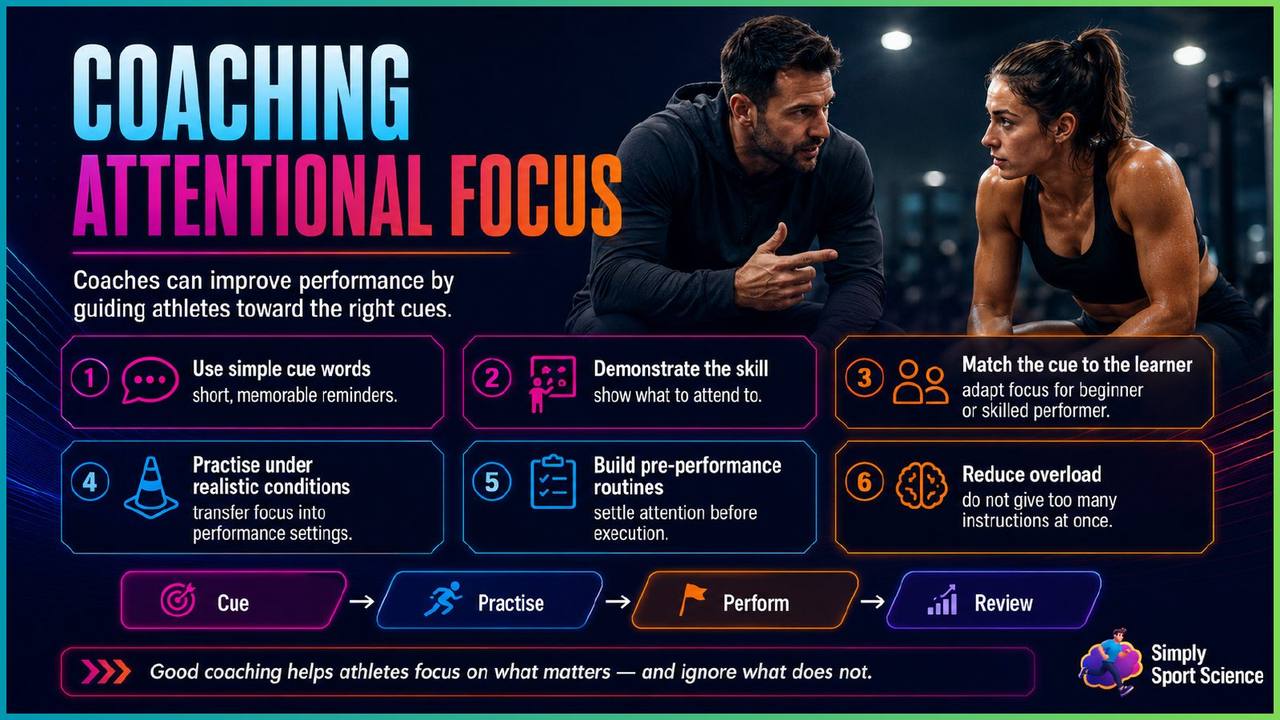 COACHING
ATTENTIONAL FOCUS
Coaches can improve performance by
guiding athletes toward the right cues.
1
Use simple cue words
short, memorable reminders.
2
Demonstrate the skill
show what to attend to.
3
Match the cue to the learner
adapt focus for beginner
or skilled performer.
4
Practise under
realistic conditions
transfer focus into
performance settings.
5
Build pre-performance
routines
settle attention before
execution.
6
Reduce overload
do not give too many
instructions at once.
Cue
Practise
Perform
Review
Good coaching helps athletes focus on what matters — and ignore what does not.
Simply
Sport Science